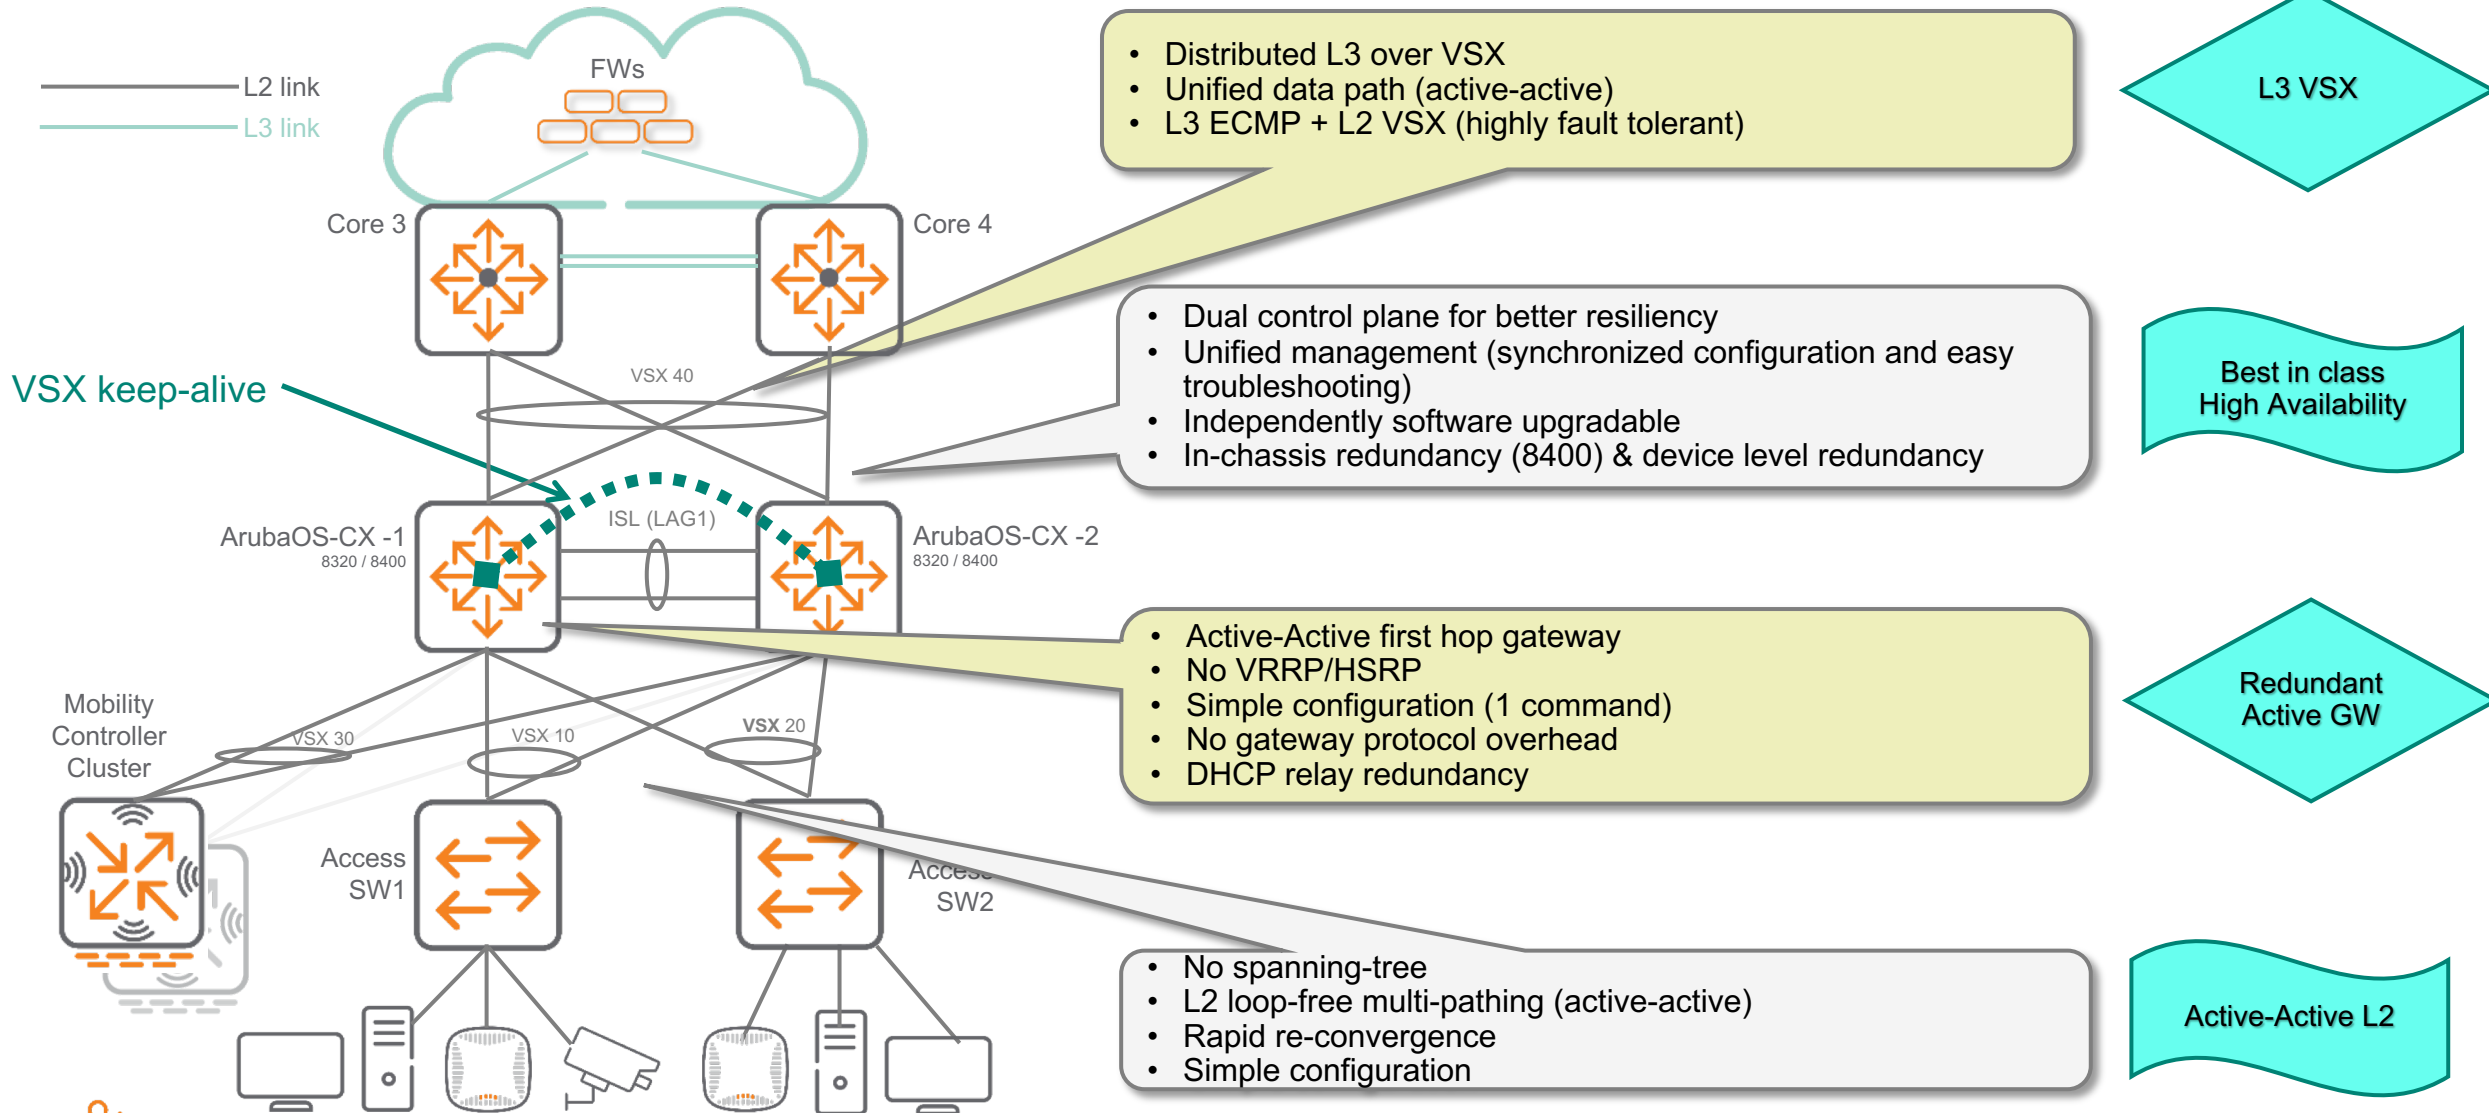 L2 link
L3 link
FWs
Core 3
Core 4
VSX 40
VSX keep-alive
ISL (LAG1)
ArubaOS-CX -1
8320 / 8400
ArubaOS-CX -2
8320 / 8400
Mobility
Controller
Cluster
VSX 30
VSX 10
VSX 20
Access
SW1
Access
SW2
• Distributed L3 over VSX
• Unified data path (active-active)
• L3 ECMP + L2 VSX (highly fault tolerant)
L3 VSX
• Dual control plane for better resiliency
• Unified management (synchronized configuration and easy
troubleshooting)
• Independently software upgradable
• In-chassis redundancy (8400) & device level redundancy
Best in class
High Availability
• Active-Active first hop gateway
• No VRRP/HSRP
• Simple configuration (1 command)
• No gateway protocol overhead
• DHCP relay redundancy
Redundant
Active GW
• No spanning-tree
• L2 loop-free multi-pathing (active-active)
• Rapid re-convergence
• Simple configuration
Active-Active L2